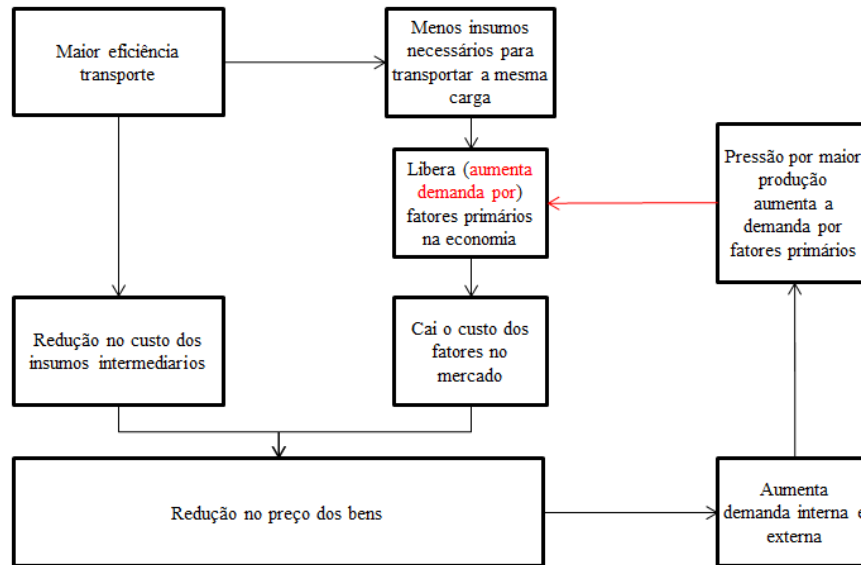 Maior eficiência
transporte
Menos insumos
necessários para
transportar a mesma
carga
Libera (aumenta
demanda por)
fatores primários
na economia
Pressão por maior
produção
aumenta a
demanda por
fatores primários
Redução no custo dos
insumos intermediarios
Cai o custo dos
fatores no
mercado
Redução no preço dos bens
Aumenta
demanda interna e
externa